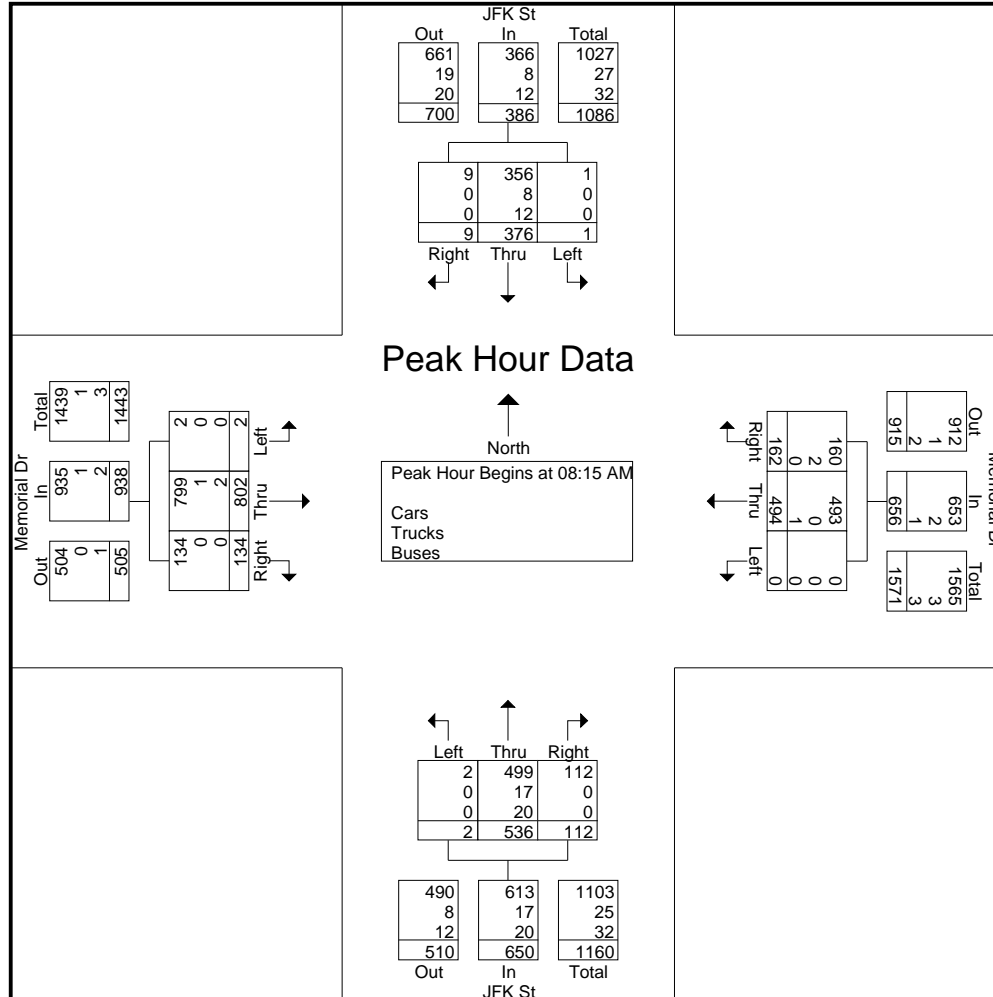 JFK St
Out In Total
661 366 1027
19 8 27
20 12 32
700 386 1086
9 356 1
0 8 0
0 12 0
9 376 1
Right Thru Left
Peak Hour Data
North
Peak Hour Begins at 08:15 AM
Cars
Trucks
Buses
Memorial Dr
Out In Total
504 935 1439
0 1 1
1 2 3
505 938 1443
Left Thru Right
2 799 134
0 1 0
0 2 0
2 802 134
Right Thru Left
160 493 0
2 0 0
0 1 0
162 494 0
Memorial Dr
Out In Total
912 653 1565
1 2 3
2 1 3
915 656 1571
Left Thru Right
2 499 112
0 17 0
0 20 0
2 536 112
490 613 1103
8 17 25
12 20 32
510 650 1160
Out In Total
JFK St